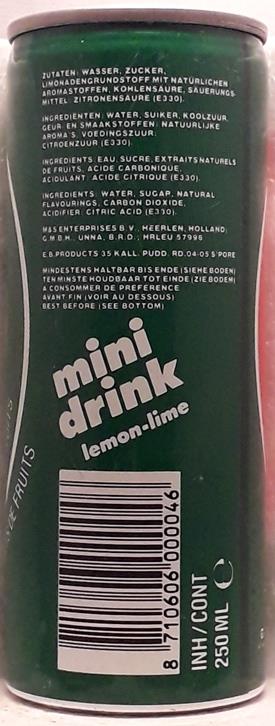 ZUTATEN: WASSER, ZUCKER,
LIMONADENGRUNDSTOFF MIT NATÜRLICHEN
AROMASTOFFEN, KOHLENSÄURE, SÄUERUNGS-
MITTEL: ZITRONENSÄURE (E330).
INGREDIENTEN: WATER, SUIKER, KOOLZUUR,
GEUR- EN SMAAKSTOFFEN: NATUURLIJKE
AROMA'S, VOEDINGSZUUR:
CITROENZUUR (E330).
INGREDIENTS: EAU, SUCRE, EXTRAITS NATURELS
DE FRUITS, ACIDE CARBONIQUE,
ACIDULANT: ACIDE CITRIQUE (E330).
INGREDIENTS: WATER, SUGAR, NATURAL
FLAVOURINGS, CARBON DIOXIDE,
ACIDIFIER: CITRIC ACID (E330).
MAS ENTERPRISES B.V., HEERLEN, HOLLAND;
G.M.B.H., UNNA, B.R.D.; HRLEU 57996
E.B. PRODUCTS 35 KALL. PUDD. RD. 04-05 S'PORE
MINDESTENS HALTBAR BIS ENDE (SIEHE BODEN)
TEN MINSTE HOUDBAAR TOT EINDE (ZIE BODEM)
A CONSOMMER DE PREFERENCE
AVANT FIN (VOIR AU DESSOUS)
BEST BEFORE (SEE BOTTOM)
mini
drink
lemon-lime
DE FRUITS
8 710606 000046
INH/CONT
250 ML ℮